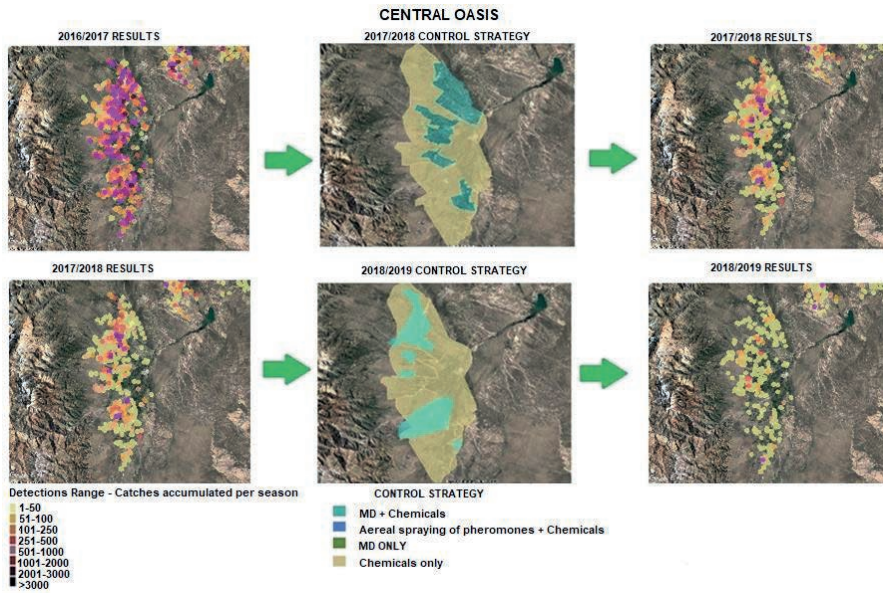 CENTRAL OASIS
2016/2017 RESULTS
2017/2018 CONTROL STRATEGY
2017/2018 RESULTS
2017/2018 RESULTS
2018/2019 CONTROL STRATEGY
2018/2019 RESULTS
Detections Range - Catches accumulated per season
1-50
51-100
101-250
251-500
501-1000
1001-2000
2001-3000
>3000
CONTROL STRATEGY
MD + Chemicals
Aereal spraying of pheromones + Chemicals
MD ONLY
Chemicals only